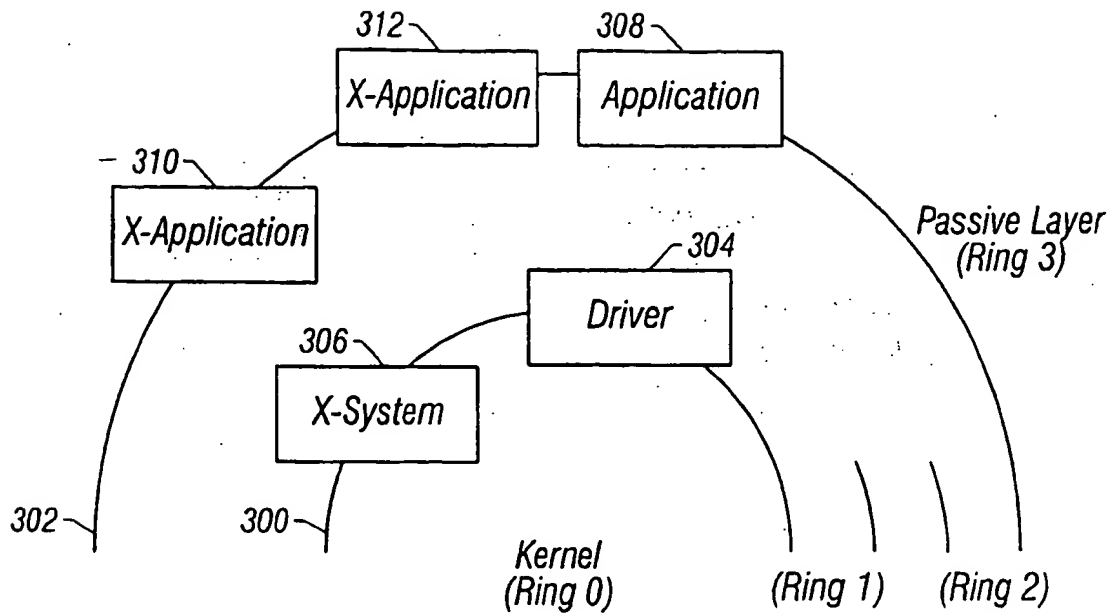 312
308
X-Application
Application
310
X-Application
Passive Layer
(Ring 3)
304
Driver
306
X-System
302
300
Kernel
(Ring 0)
(Ring 1)
(Ring 2)